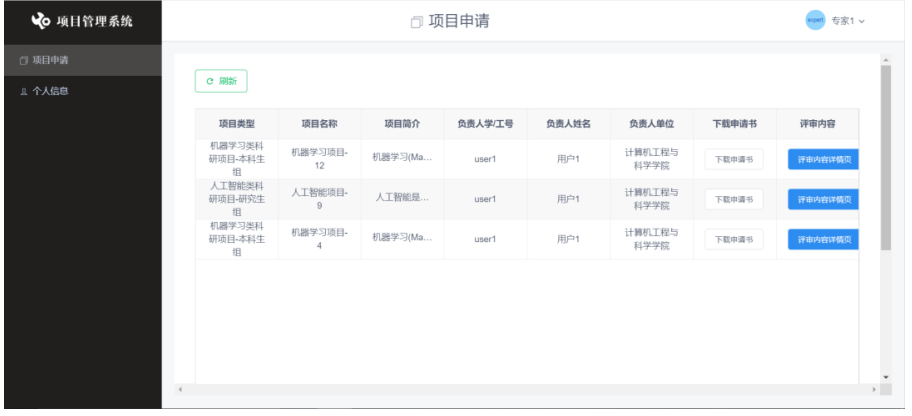 项目管理系统
项目申请
expert 专家1
项目申请
个人信息
刷新
项目类型 项目名称 项目简介 负责人学/工号 负责人姓名 负责人单位 下载申请书 评审内容
机器学习类科
研项目-本科生
组
机器学习项目-
12
机器学习(Ma...
user1
用户1
计算机工程与
科学学院
下载申请书
评审内容详情页
人工智能类科
研项目-研究生
组
人工智能项目-
9
人工智能是...
user1
用户1
计算机工程与
科学学院
下载申请书
评审内容详情页
机器学习类科
研项目-本科生
组
机器学习项目-
4
机器学习(Ma...
user1
用户1
计算机工程与
科学学院
下载申请书
评审内容详情页